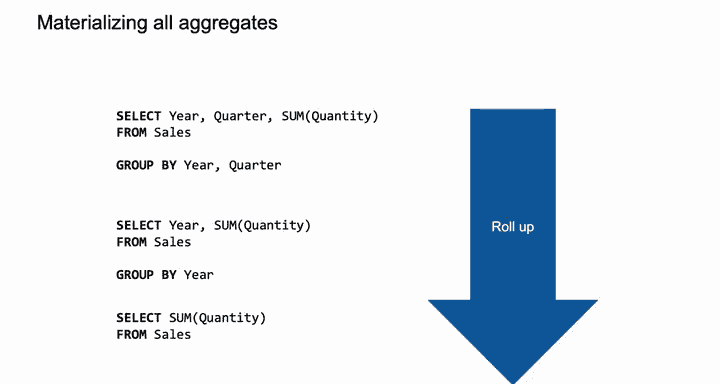 Materializing all aggregates
SELECT Year, Quarter, SUM(Quantity)
FROM Sales
GROUP BY Year, Quarter
SELECT Year, SUM(Quantity)
FROM Sales
GROUP BY Year
SELECT SUM(Quantity)
FROM Sales
Roll up